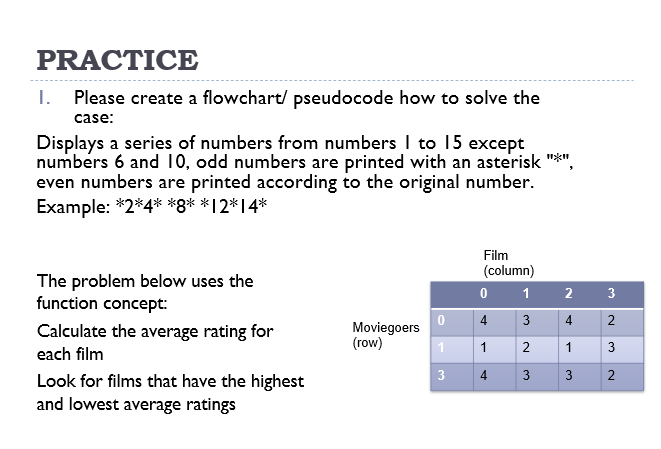 PRACTICE
1. Please create a flowchart/ pseudocode how to solve the
case:
Displays a series of numbers from numbers 1 to 15 except
numbers 6 and 10, odd numbers are printed with an asterisk "*",
even numbers are printed according to the original number.
Example: *2*4* *8* *12*14*
The problem below uses the
function concept:
Calculate the average rating for
each film
Look for films that have the highest
and lowest average ratings
Film
(column)
Moviegoers
(row)
0 1 2 3
0 4 3 4 2
1 1 2 1 3
3 4 3 3 2